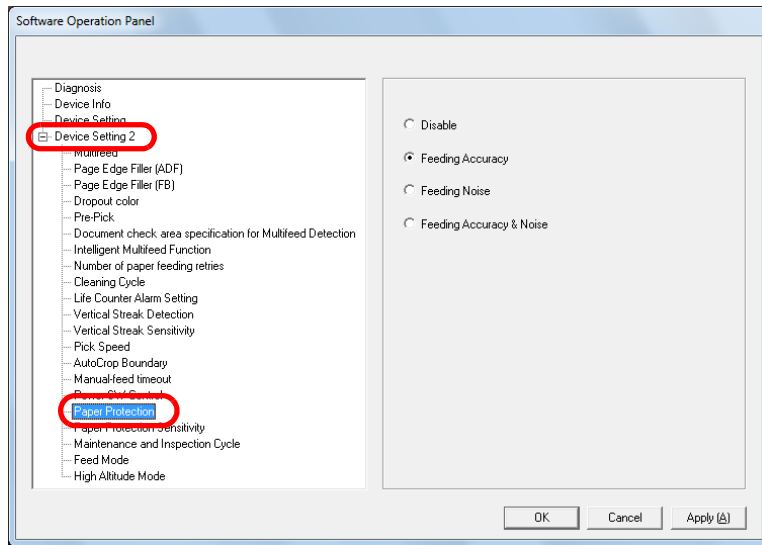 Software Operation Panel
Diagnosis
Device Info
Device Setting
Device Setting 2
Multifeed
Page Edge Filler (ADF)
Page Edge Filler (FB)
Dropout color
Pre-Pick
Document check area specification for Multifeed Detection
Intelligent Multifeed Function
Number of paper feeding retries
Cleaning Cycle
Life Counter Alarm Setting
Vertical Streak Detection
Vertical Streak Sensitivity
Pick Speed
AutoCrop Boundary
Manual-feed timeout
Power SW Control
Paper Protection
Paper Protection Sensitivity
Maintenance and Inspection Cycle
Feed Mode
High Altitude Mode
Disable
Feeding Accuracy
Feeding Noise
Feeding Accuracy & Noise
OK Cancel Apply (A)